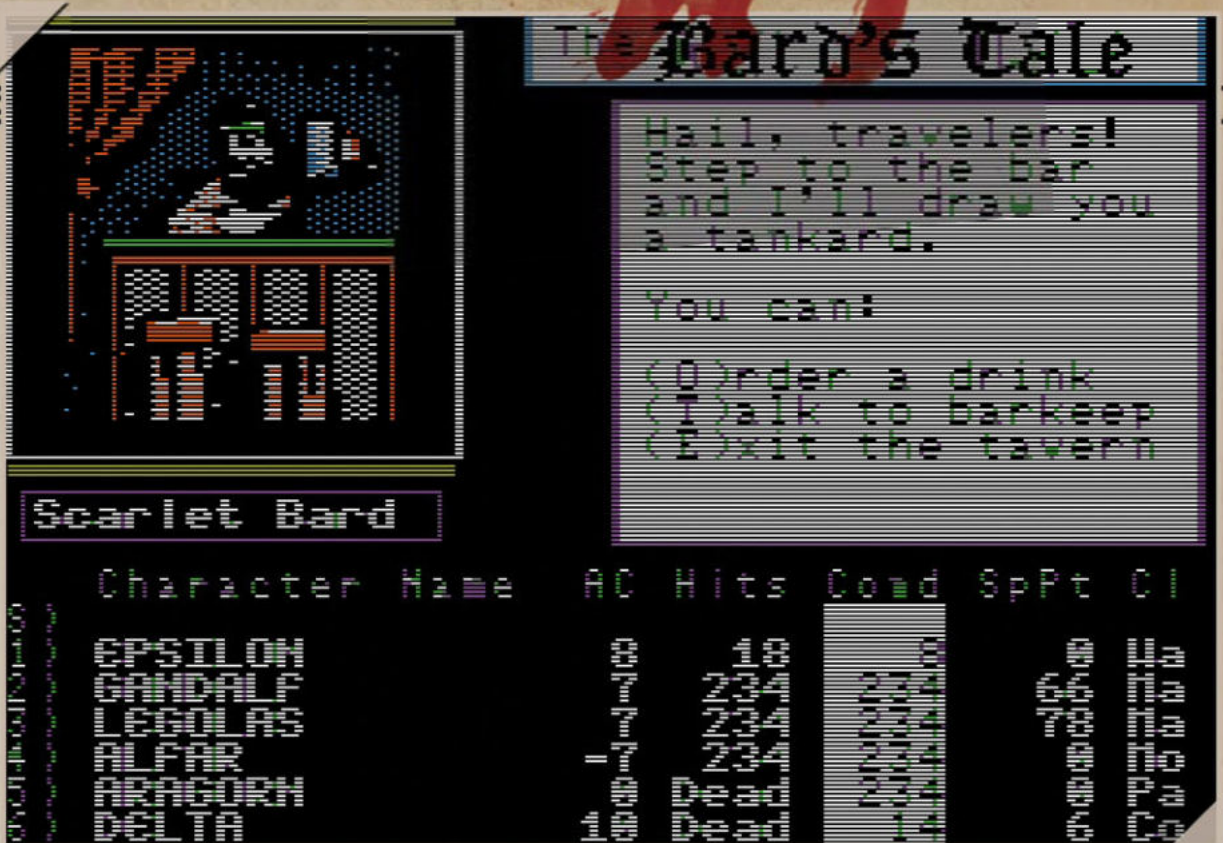 The Bard's Tale
Hail, travelers!
Step to the bar
and I'll draw you
a tankard.
You can:
(O)rder a drink
(T)alk to barkeep
(E)xit the tavern
Scarlet Bard
Character Name AC Hits Cond SpPt Cl
S
1 EPSILON 8 18 8 0 Wa
2 GANDALF 7 234 234 66 Ma
3 LEGOLAS 7 234 234 78 Ma
4 ALFAR -7 234 234 0 Mo
5 ARAGORN 0 Dead 234 0 Pa
6 DELTA 10 Dead 14 6 Co